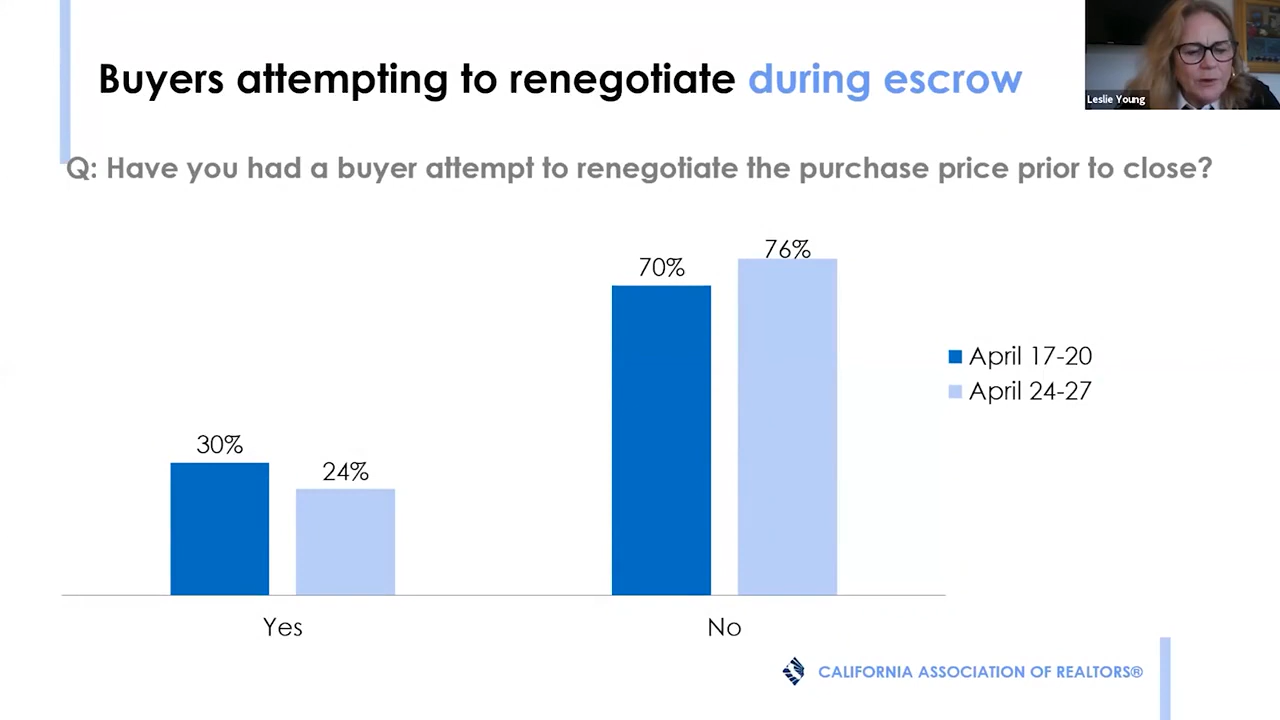 Buyers attempting to renegotiate during escrow
Leslie Young
Q: Have you had a buyer attempt to renegotiate the purchase price prior to close?
76%
70%
April 17-20
April 24-27
30%
24%
Yes
No
CALIFORNIA ASSOCIATION OF REALTORS®